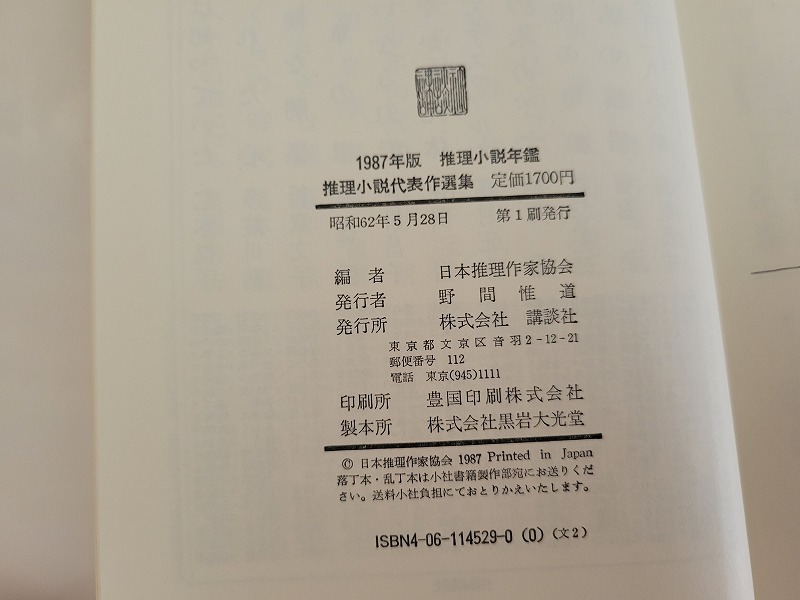 1987年版 推理小説年鑑
推理小説代表作選集 定価1700円
昭和62年5月28日 第1刷発行
編者 日本推理作家協会
発行者 野間惟道
発行所 株式会社 講談社
東京都文京区音羽2-12-21
郵便番号 112
電話 東京(945)1111
印刷所 豊国印刷株式会社
製本所 株式会社黒岩大光堂
© 日本推理作家協会 1987 Printed in Japan
落丁本・乱丁本は小社書籍製作部宛にお送りくだ
さい。送料小社負担にておとりかえいたします。
ISBN4-06-114529-0 (0) (文2)